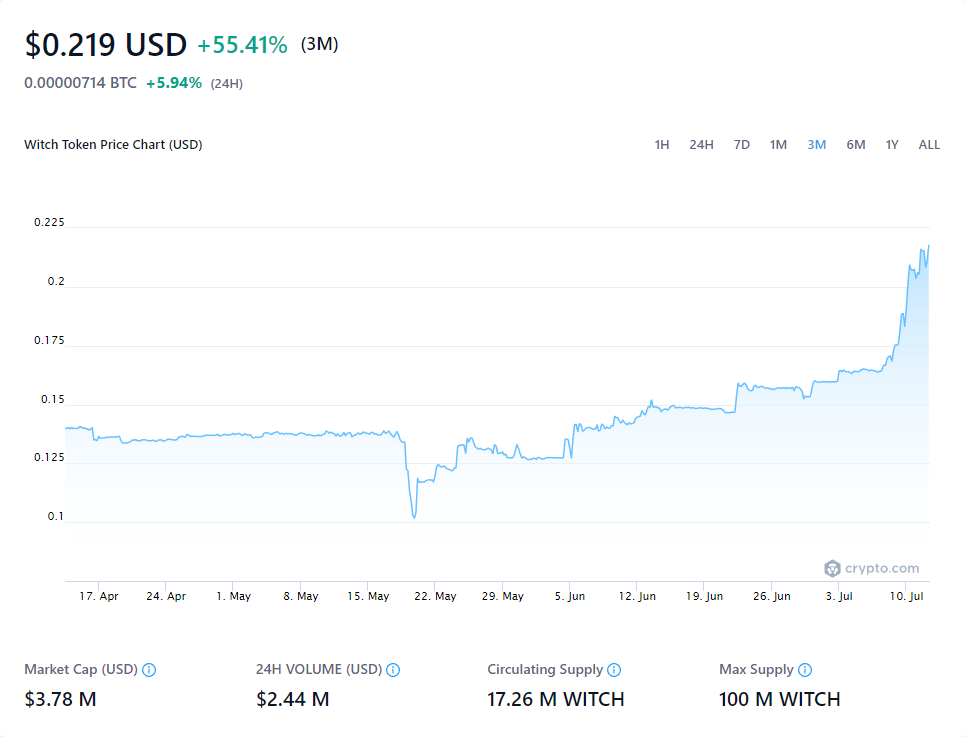 $0.219 USD +55.41% (3M)
0.00000714 BTC +5.94% (24H)
Witch Token Price Chart (USD) 1H 24H 7D 1M 3M 6M 1Y ALL
0.225
0.2
0.175
0.15
0.125
0.1
crypto.com
17. Apr 24. Apr 1. May 8. May 15. May 22. May 29. May 5. Jun 12. Jun 19. Jun 26. Jun 3. Jul 10. Jul
Market Cap (USD) 24H VOLUME (USD) Circulating Supply Max Supply
$3.78 M $2.44 M 17.26 M WITCH 100 M WITCH